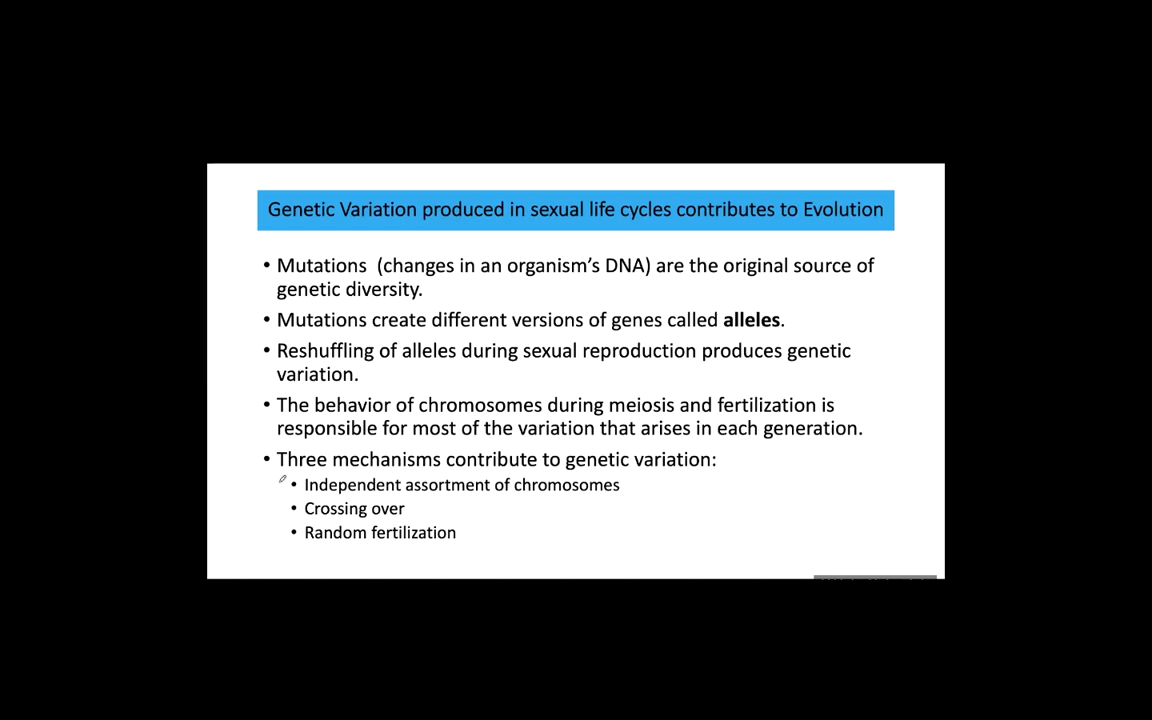 Genetic Variation produced in sexual life cycles contributes to Evolution
• Mutations  (changes in an organism’s DNA) are the original source of
genetic diversity.
• Mutations create different versions of genes called alleles.
• Reshuffling of alleles during sexual reproduction produces genetic
variation.
• The behavior of chromosomes during meiosis and fertilization is
responsible for most of the variation that arises in each generation.
• Three mechanisms contribute to genetic variation:
• Independent assortment of chromosomes
• Crossing over
• Random fertilization